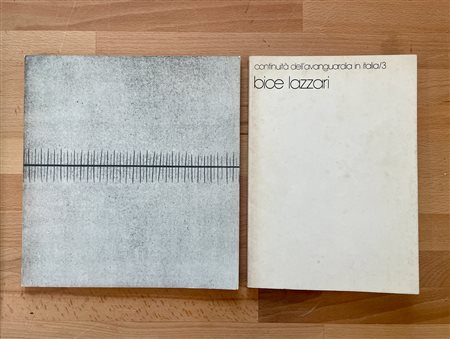 continuità dell'avanguardia in italia/3
bice lazzari